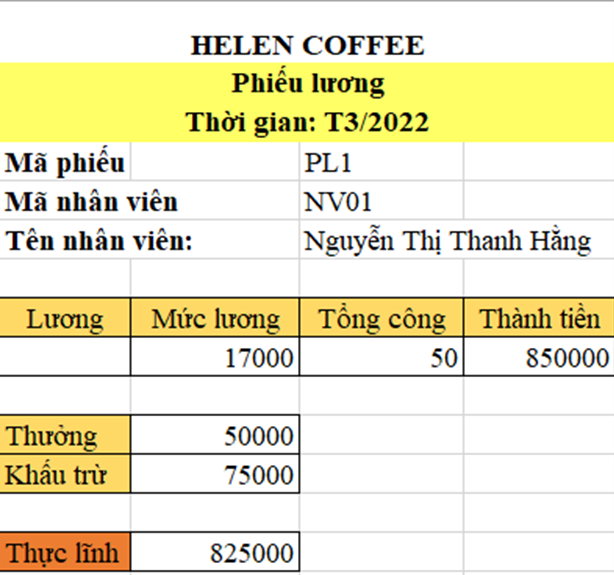 HELEN COFFEE
Phiếu lương
Thời gian: T3/2022
Mã phiếu PL1
Mã nhân viên NV01
Tên nhân viên: Nguyễn Thị Thanh Hằng
Lương Mức lương Tổng công Thành tiền
17000 50 850000
Thưởng 50000
Khấu trừ 75000
Thực lĩnh 825000